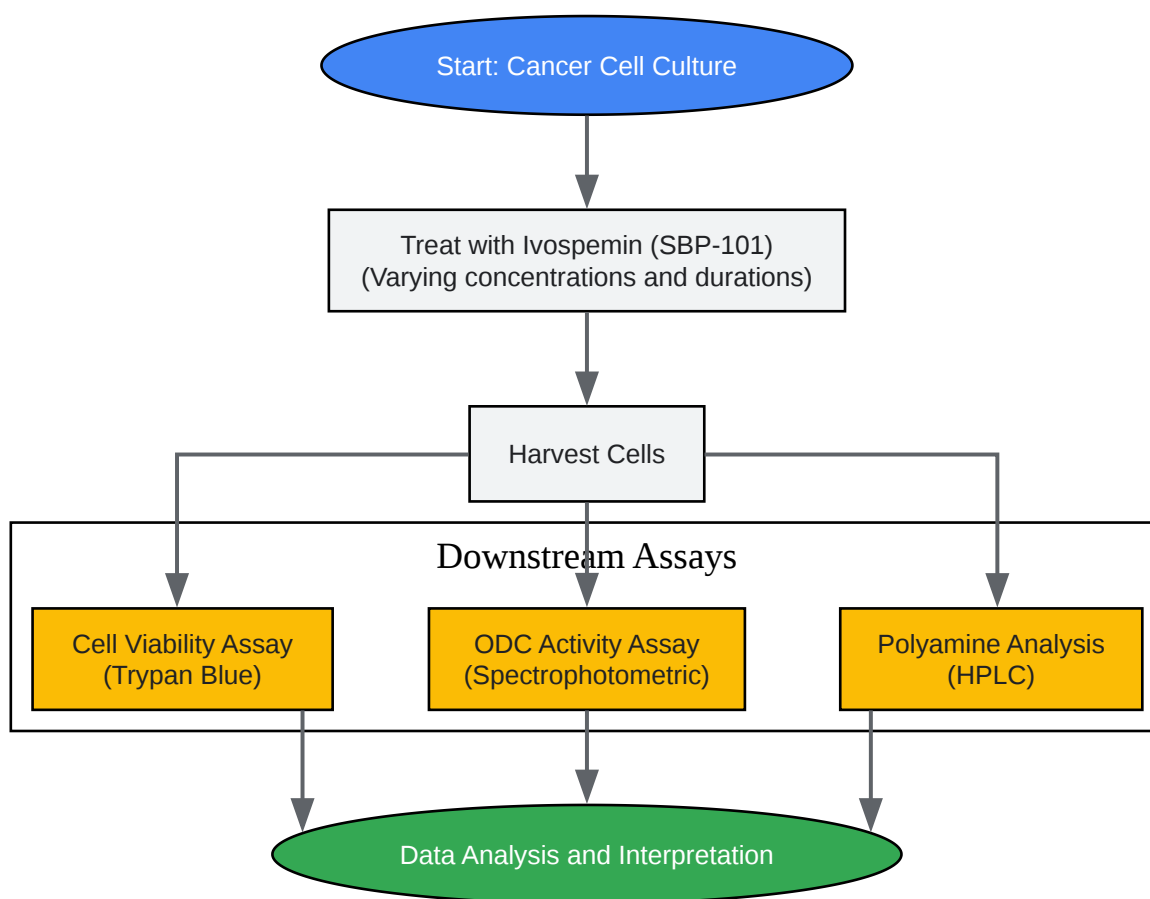 Start: Cancer Cell Culture
Treat with Ivospemin (SBP-101)
(Varying concentrations and durations)
Harvest Cells
Downstream Assays
Cell Viability Assay
(Trypan Blue)
ODC Activity Assay
(Spectrophotometric)
Polyamine Analysis
(HPLC)
Data Analysis and Interpretation